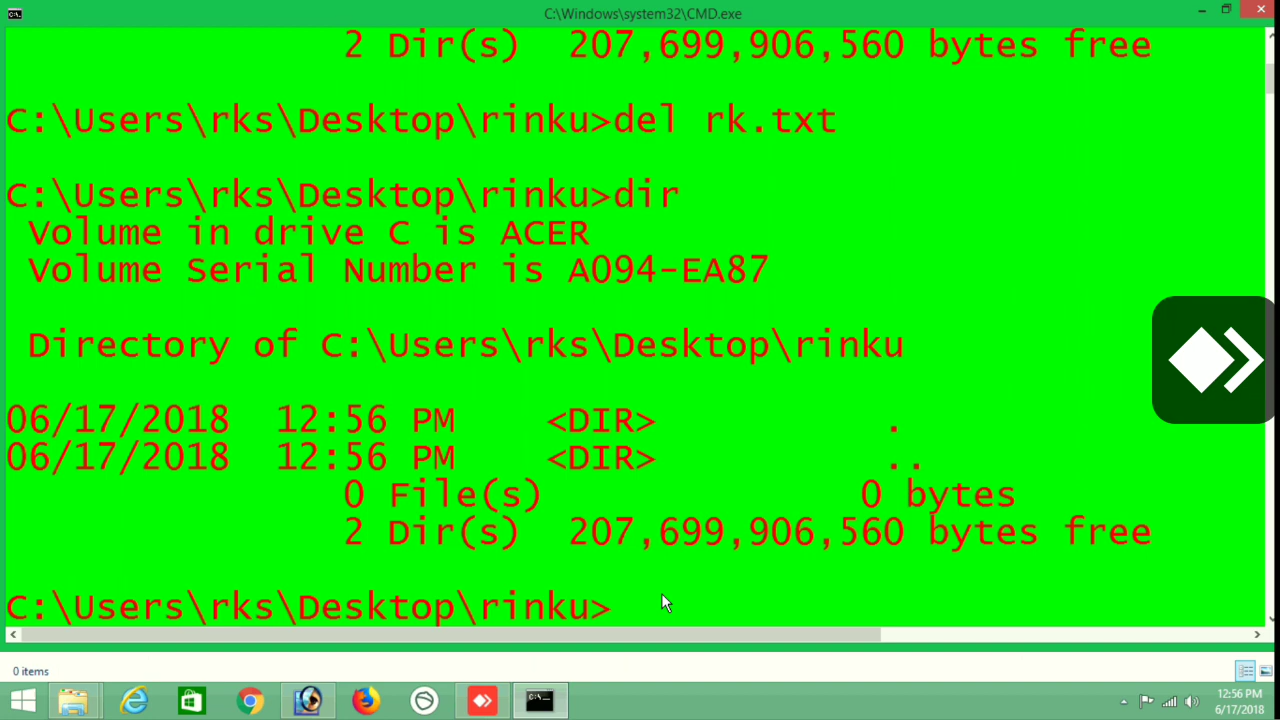 C:\Windows\system32\CMD.exe
2 Dir(s) 207,699,906,560 bytes free
C:\Users\rks\Desktop\rinku>del rk.txt
C:\Users\rks\Desktop\rinku>dir
Volume in drive C is ACER
Volume Serial Number is A094-EA87
Directory of C:\Users\rks\Desktop\rinku
06/17/2018 12:56 PM <DIR> .
06/17/2018 12:56 PM <DIR> ..
0 File(s) 0 bytes
2 Dir(s) 207,699,906,560 bytes free
C:\Users\rks\Desktop\rinku>
0 items
12:56 PM
6/17/2018